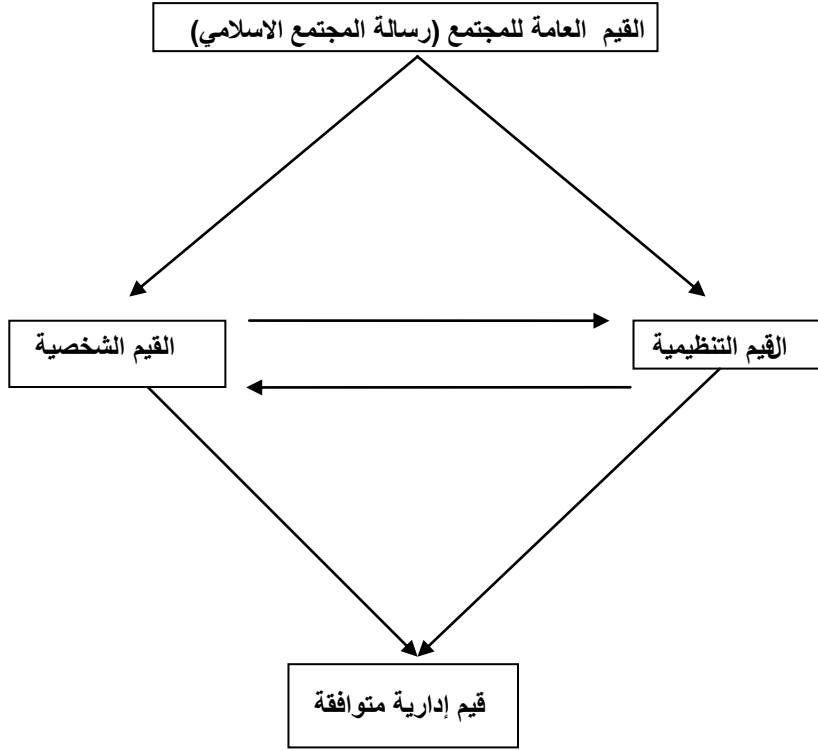 القيم العامة للمجتمع (رسالة المجتمع الاسلامي)
القيم التنظيمية
القيم الشخصية
قيم إدارية متوافقة